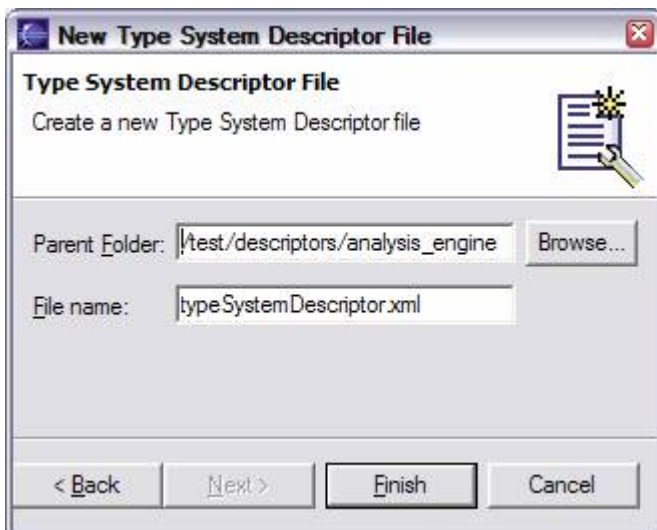 New Type System Descriptor File
Type System Descriptor File
Create a new Type System Descriptor file
Parent Folder: /test/descriptors/analysis_engine Browse...
File name: typeSystemDescriptor.xml
< Back Next > Finish Cancel